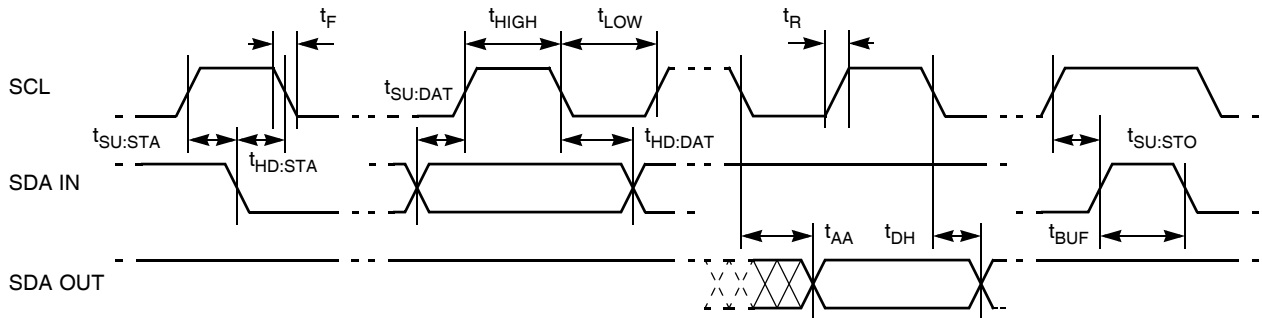 tF
tHIGH
tLOW
tR
SCL
tSU:DAT
tSU:STA
tHD:STA
tHD:DAT
tSU:STO
SDA IN
tAA
tDH
tBUF
SDA OUT